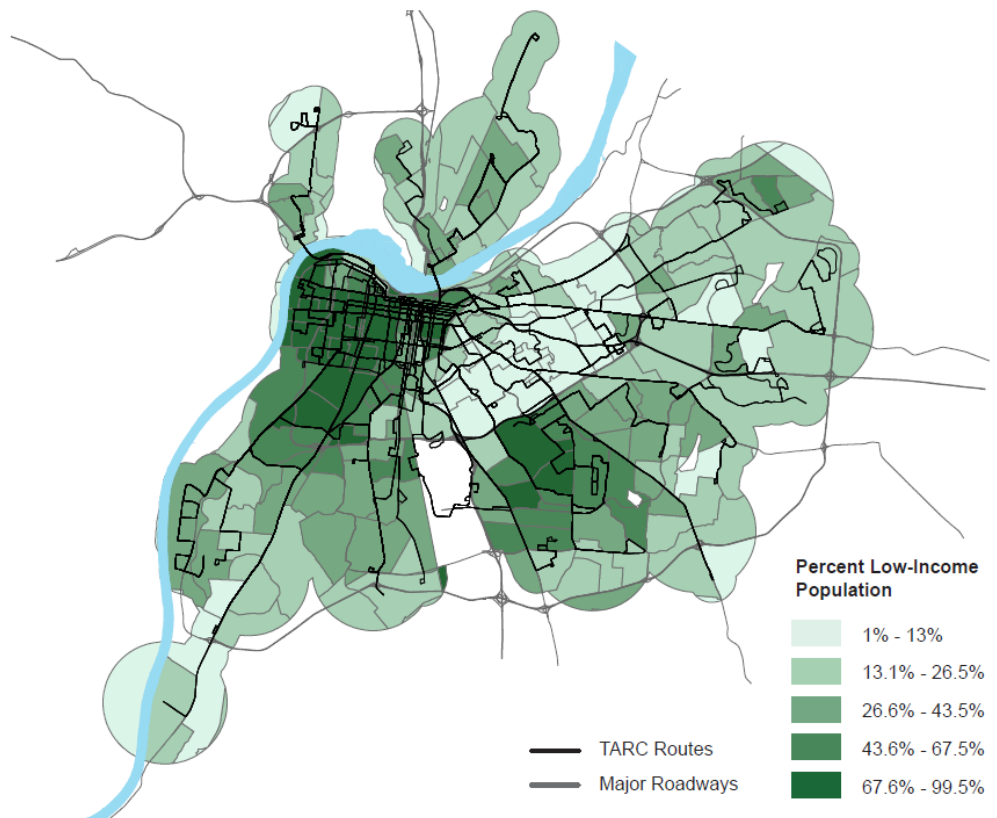 Percent Low-Income
Population
1% - 13%
13.1% - 26.5%
26.6% - 43.5%
43.6% - 67.5%
67.6% - 99.5%
TARC Routes
Major Roadways